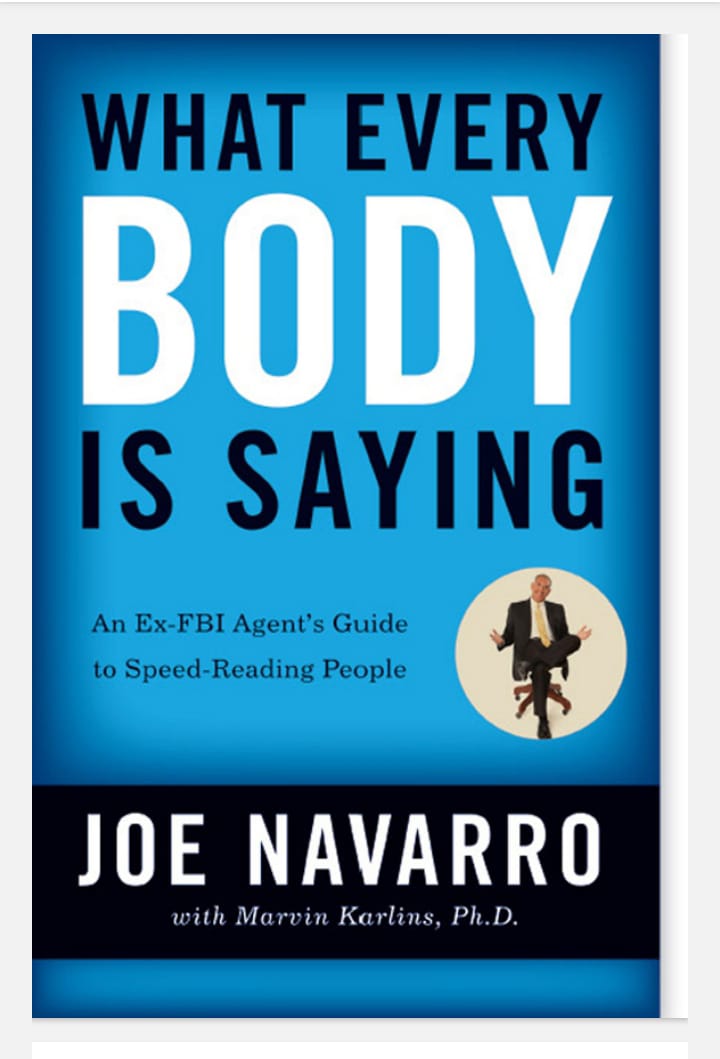 WHAT EVERY
BODY
IS SAYING
An Ex-FBI Agent's Guide
to Speed-Reading People
JOE NAVARRO
with Marvin Karlins, Ph.D.